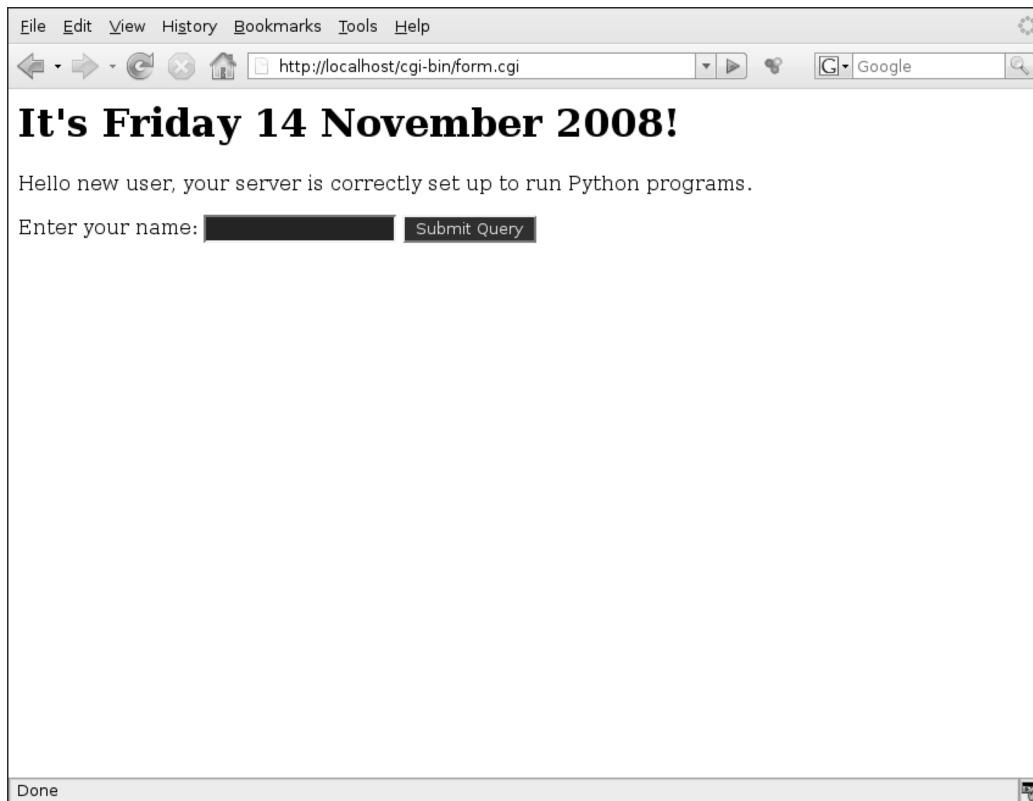 File Edit View History Bookmarks Tools Help
http://localhost/cgi-bin/form.cgi G Google
It's Friday 14 November 2008!
Hello new user, your server is correctly set up to run Python programs.
Enter your name: Submit Query
Done